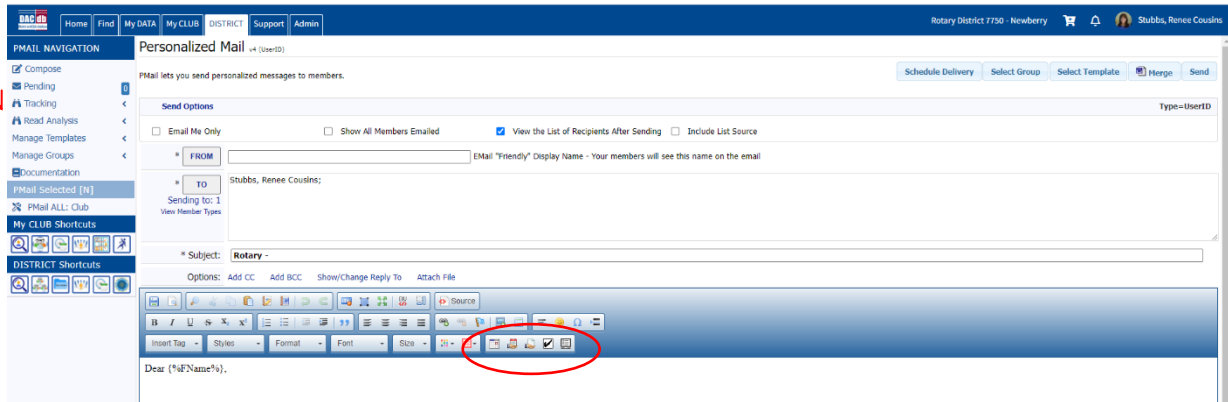 DACdb Home Find My DATA My CLUB DISTRICT Support Admin Rotary District 7750 - Newberry Stubbs, Renee Cousins
PMAIL NAVIGATION
Compose
Pending 0
Tracking
Read Analysis
Manage Templates
Manage Groups
Documentation
PMail Selected [N]
PMail ALL: Club
My CLUB Shortcuts
DISTRICT Shortcuts
Personalized Mail v4 (UserID)
PMail lets you send personalized messages to members. Schedule Delivery Select Group Select Template Merge Send
Send Options Type=UserID
Email Me Only Show All Members Emailed View the List of Recipients After Sending Include List Source
* FROM EMail "Friendly" Display Name - Your members will see this name on the email
* TO Stubbs, Renee Cousins;
Sending to: 1
View Member Types
* Subject: Rotary -
Options: Add CC Add BCC Show/Change Reply To Attach File
Source
B I U S X₂ X²
Insert Tag Styles Format Font Size
Dear {%FName%},